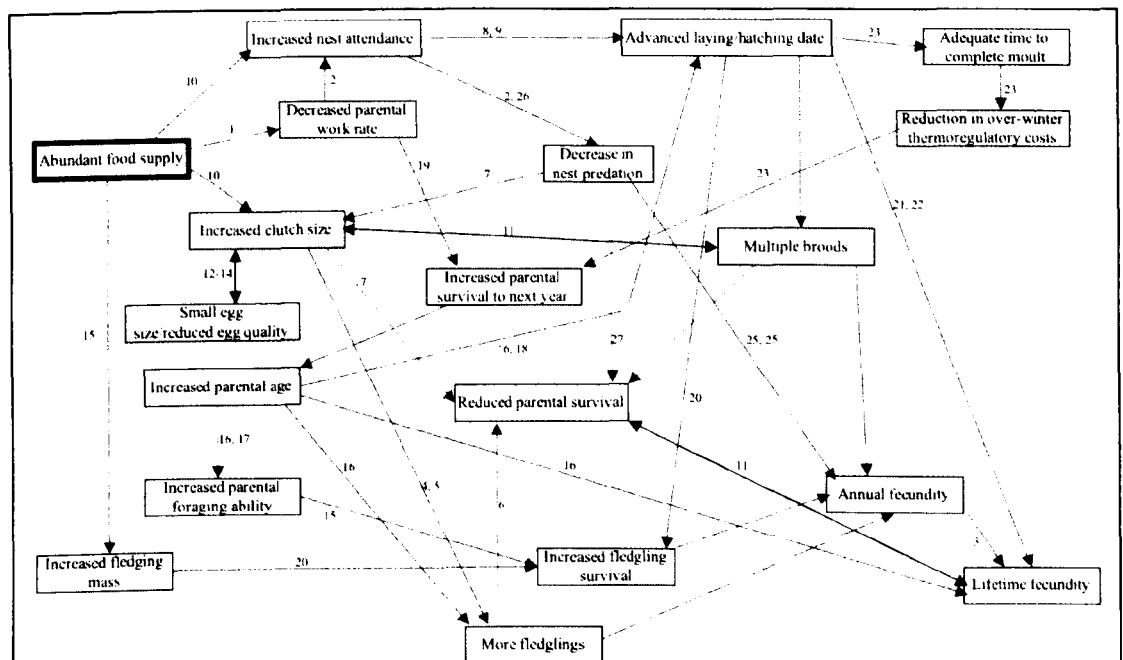 Increased nest attendance
8, 9
Advanced laying/hatching date
23
Adequate time to
complete moult
10
2
2, 26
23
Decreased parental
work rate
1
Reduction in over-winter
thermoregulatory costs
Abundant food supply
Decrease in
nest predation
19
7
23
10
21, 22
Increased clutch size
11
Multiple broods
12-14
7
Increased parental
survival to next year
Small egg
size/reduced egg quality
15
6, 18
27
25, 25
Increased parental age
Reduced parental survival
20
16, 17
16
16
11
4, 5
6
Increased parental
foraging ability
15
Annual fecundity
3
Increased fledging
mass
20
Increased fledgling
survival
Lifetime fecundity
More fledglings